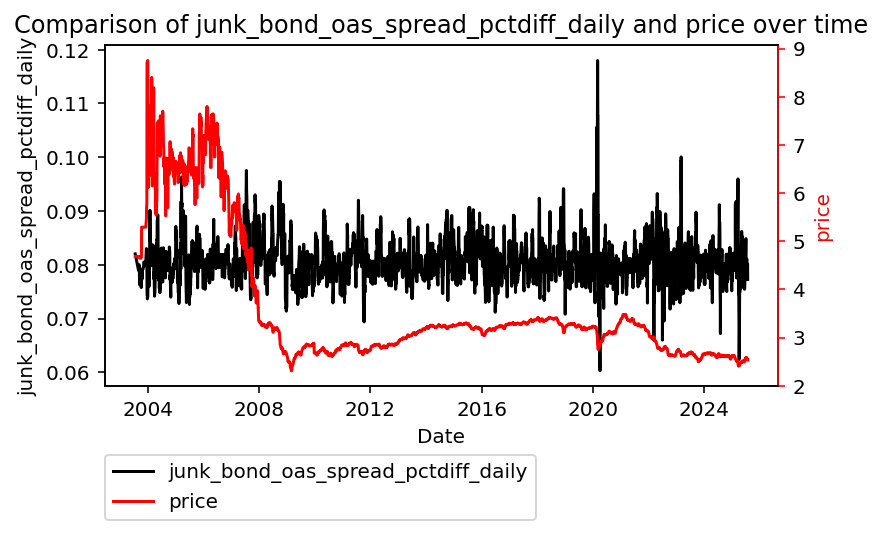 Comparison of junk_bond_oas_spread_pctdiff_daily and price over time
junk_bond_oas_spread_pctdiff_daily
0.12
0.11
0.10
0.09
0.08
0.07
0.06
9
8
7
6
5
4
3
2
price
2004 2008 2012 2016 2020 2024
Date
junk_bond_oas_spread_pctdiff_daily
price